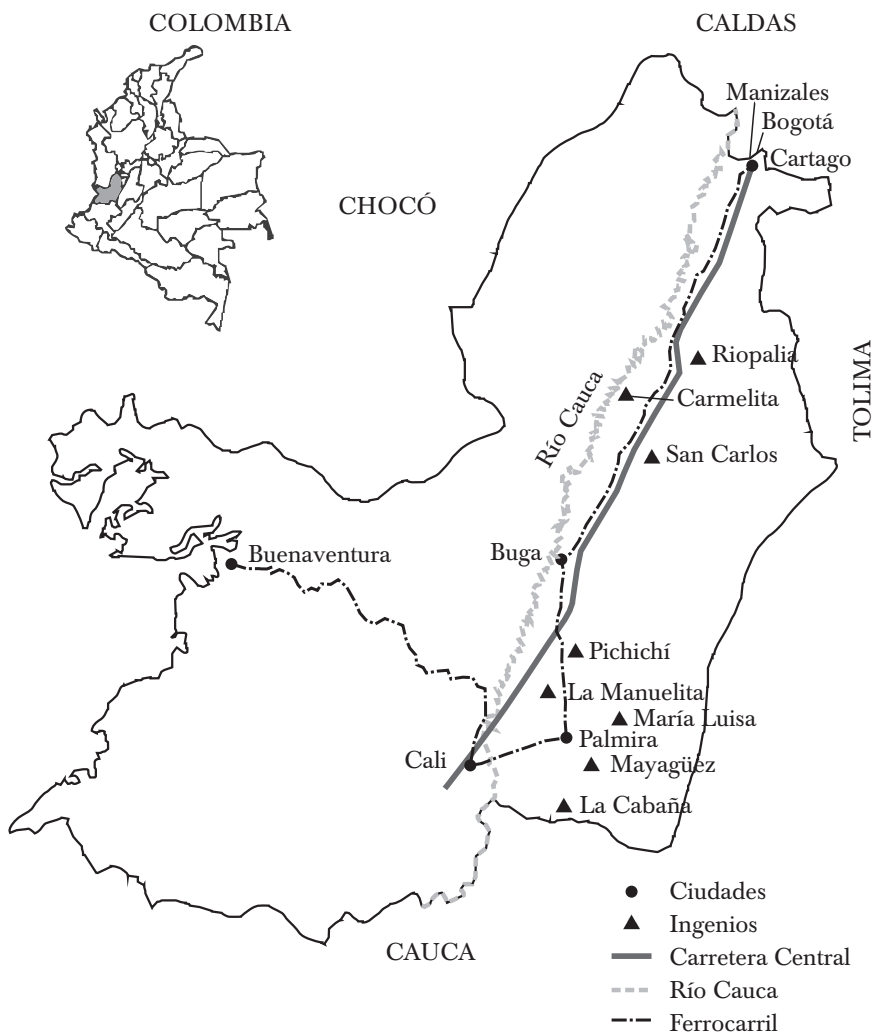 COLOMBIA
CALDAS
Manizales
Bogotá
Cartago
CHOCÓ
Riopalia
TOLIMA
Carmelita
Río Cauca
San Carlos
Buenaventura
Buga
Pichichí
La Manuelita
María Luisa
Palmira
Cali
Mayagüez
La Cabaña
CAUCA
Ciudades
Ingenios
Carretera Central
Río Cauca
Ferrocarril